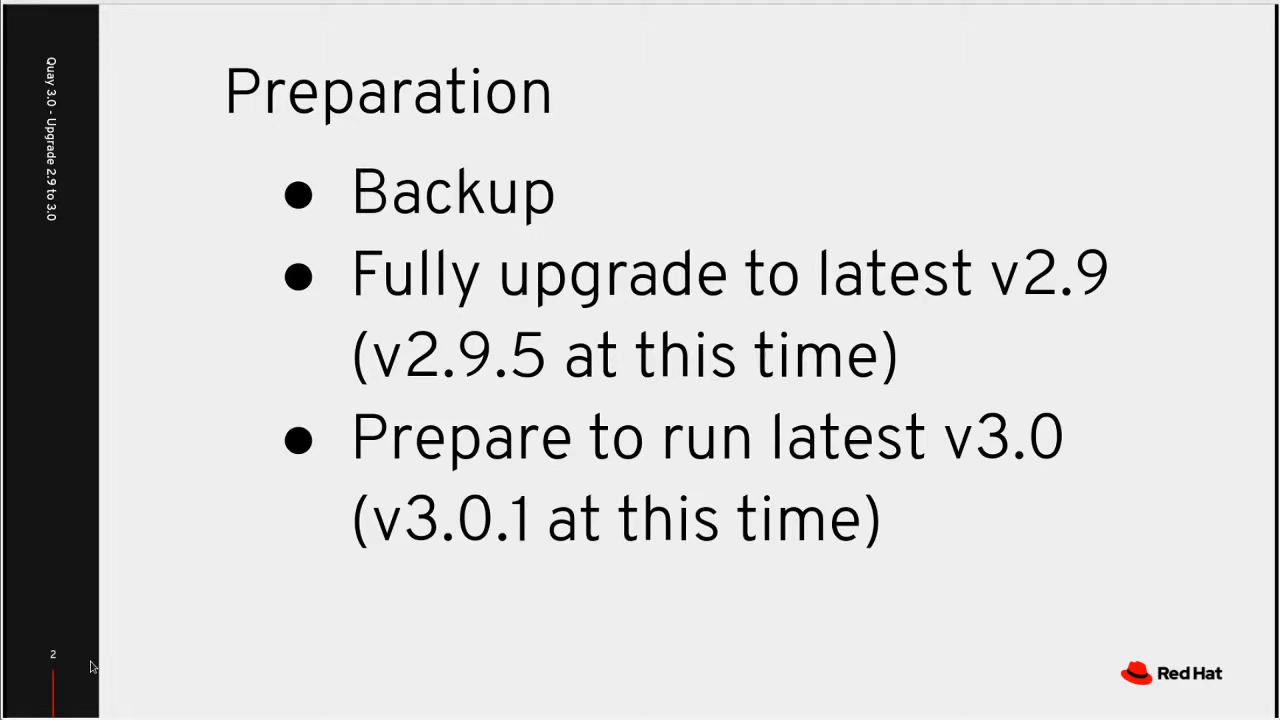 Quay 3.0 - Upgrade 2.9 to 3.0
Preparation
● Backup
● Fully upgrade to latest v2.9
(v2.9.5 at this time)
● Prepare to run latest v3.0
(v3.0.1 at this time)
2
Red Hat